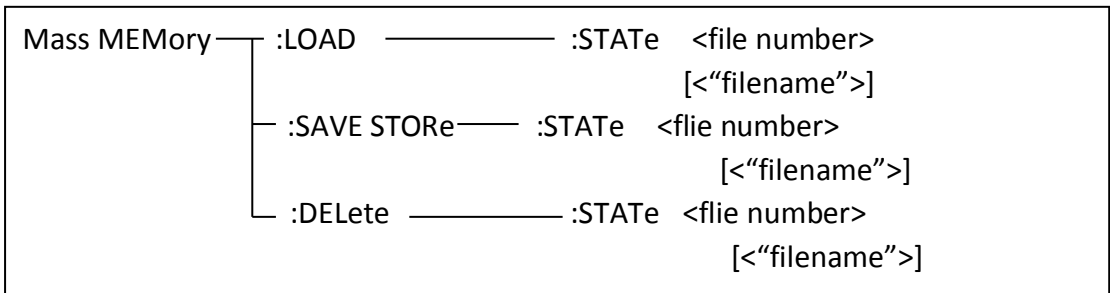 Mass MEMory :LOAD :STATe <file number>
[<“filename”>]
:SAVE STORe :STATe <flie number>
[<“filename”>]
:DELete :STATe <flie number>
[<“filename”>]